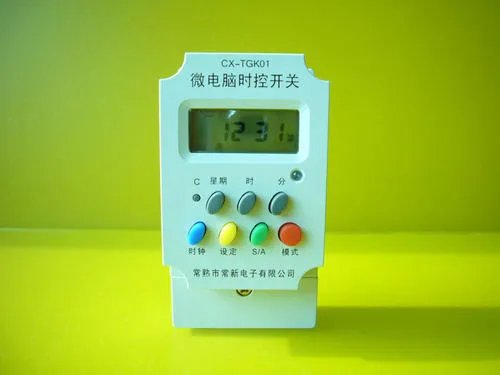 CX-TGK01
微电脑时控开关
12 31
C 星期 时 分
时钟 设定 S/A 模式
常熟市常新电子有限公司